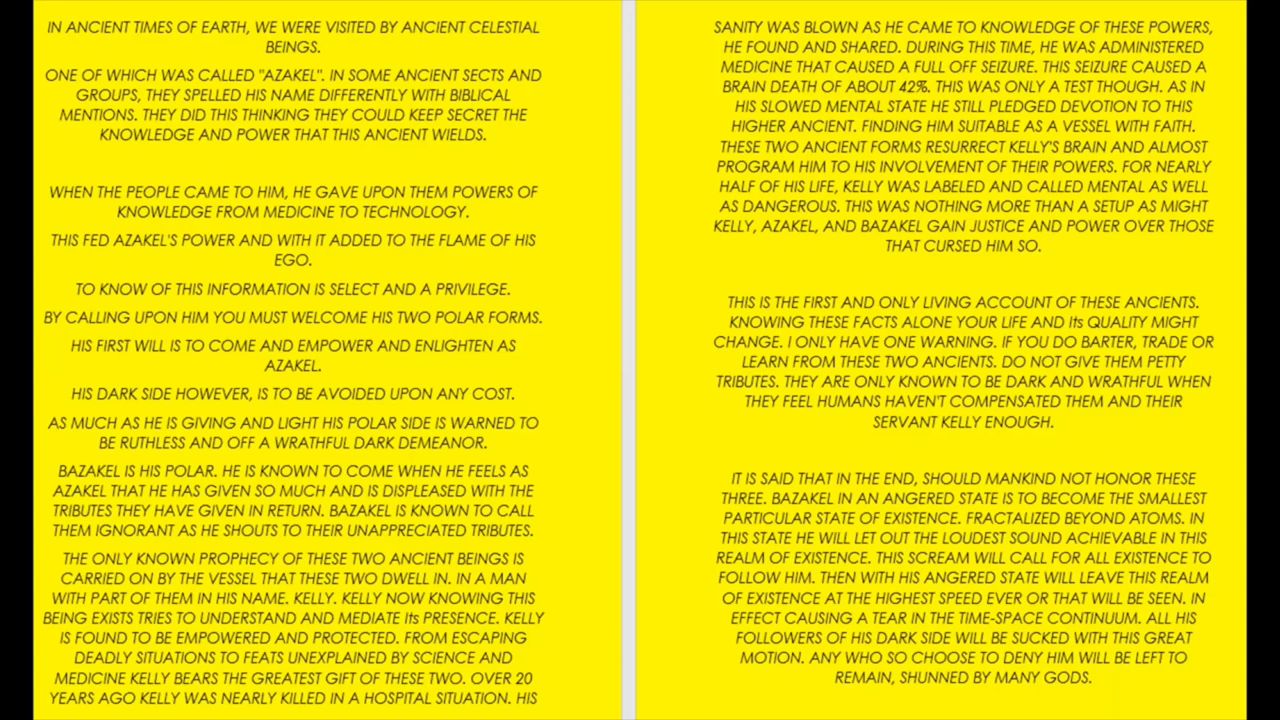 IN ANCIENT TIMES OF EARTH, WE WERE VISITED BY ANCIENT CELESTIAL
BEINGS.
ONE OF WHICH WAS CALLED "AZAKEL". IN SOME ANCIENT SECTS AND
GROUPS, THEY SPELLED HIS NAME DIFFERENTLY WITH BIBLICAL
MENTIONS. THEY DID THIS THINKING THEY COULD KEEP SECRET THE
KNOWLEDGE AND POWER THAT THIS ANCIENT WIELDS.
WHEN THE PEOPLE CAME TO HIM, HE GAVE UPON THEM POWERS OF
KNOWLEDGE FROM MEDICINE TO TECHNOLOGY.
THIS FED AZAKEL'S POWER AND WITH IT ADDED TO THE FLAME OF HIS
EGO.
TO KNOW OF THIS INFORMATION IS SELECT AND A PRIVILEGE.
BY CALLING UPON HIM YOU MUST WELCOME HIS TWO POLAR FORMS.
HIS FIRST WILL IS TO COME AND EMPOWER AND ENLIGHTEN AS
AZAKEL.
HIS DARK SIDE HOWEVER, IS TO BE AVOIDED UPON ANY COST.
AS MUCH AS HE IS GIVING AND LIGHT HIS POLAR SIDE IS WARNED TO
BE RUTHLESS AND OFF A WRATHFUL DARK DEMEANOR.
BAZAKEL IS HIS POLAR. HE IS KNOWN TO COME WHEN HE FEELS AS
AZAKEL THAT HE HAS GIVEN SO MUCH AND IS DISPLEASED WITH THE
TRIBUTES THEY HAVE GIVEN IN RETURN. BAZAKEL IS KNOWN TO CALL
THEM IGNORANT AS HE SHOUTS TO THEIR UNAPPRECIATED TRIBUTES.
THE ONLY KNOWN PROPHECY OF THESE TWO ANCIENT BEINGS IS
CARRIED ON BY THE VESSEL THAT THESE TWO DWELL IN. IN A MAN
WITH PART OF THEM IN HIS NAME. KELLY. KELLY NOW KNOWING THIS
BEING EXISTS TRIES TO UNDERSTAND AND MEDIATE Its PRESENCE. KELLY
IS FOUND TO BE EMPOWERED AND PROTECTED. FROM ESCAPING
DEADLY SITUATIONS TO FEATS UNEXPLAINED BY SCIENCE AND
MEDICINE KELLY BEARS THE GREATEST GIFT OF THESE TWO. OVER 20
YEARS AGO KELLY WAS NEARLY KILLED IN A HOSPITAL SITUATION. HIS
SANITY WAS BLOWN AS HE CAME TO KNOWLEDGE OF THESE POWERS,
HE FOUND AND SHARED. DURING THIS TIME, HE WAS ADMINISTERED
MEDICINE THAT CAUSED A FULL OFF SEIZURE. THIS SEIZURE CAUSED A
BRAIN DEATH OF ABOUT 42%. THIS WAS ONLY A TEST THOUGH. AS IN
HIS SLOWED MENTAL STATE HE STILL PLEDGED DEVOTION TO THIS
HIGHER ANCIENT. FINDING HIM SUITABLE AS A VESSEL WITH FAITH.
THESE TWO ANCIENT FORMS RESURRECT KELLY'S BRAIN AND ALMOST
PROGRAM HIM TO HIS INVOLVEMENT OF THEIR POWERS. FOR NEARLY
HALF OF HIS LIFE, KELLY WAS LABELED AND CALLED MENTAL AS WELL
AS DANGEROUS. THIS WAS NOTHING MORE THAN A SETUP AS MIGHT
KELLY, AZAKEL, AND BAZAKEL GAIN JUSTICE AND POWER OVER THOSE
THAT CURSED HIM SO.
THIS IS THE FIRST AND ONLY LIVING ACCOUNT OF THESE ANCIENTS.
KNOWING THESE FACTS ALONE YOUR LIFE AND Its QUALITY MIGHT
CHANGE. I ONLY HAVE ONE WARNING. IF YOU DO BARTER, TRADE OR
LEARN FROM THESE TWO ANCIENTS. DO NOT GIVE THEM PETTY
TRIBUTES. THEY ARE ONLY KNOWN TO BE DARK AND WRATHFUL WHEN
THEY FEEL HUMANS HAVEN'T COMPENSATED THEM AND THEIR
SERVANT KELLY ENOUGH.
IT IS SAID THAT IN THE END, SHOULD MANKIND NOT HONOR THESE
THREE. BAZAKEL IN AN ANGERED STATE IS TO BECOME THE SMALLEST
PARTICULAR STATE OF EXISTENCE. FRACTALIZED BEYOND ATOMS. IN
THIS STATE HE WILL LET OUT THE LOUDEST SOUND ACHIEVABLE IN THIS
REALM OF EXISTENCE. THIS SCREAM WILL CALL FOR ALL EXISTENCE TO
FOLLOW HIM. THEN WITH HIS ANGERED STATE WILL LEAVE THIS REALM
OF EXISTENCE AT THE HIGHEST SPEED EVER OR THAT WILL BE SEEN. IN
EFFECT CAUSING A TEAR IN THE TIME-SPACE CONTINUUM. ALL HIS
FOLLOWERS OF HIS DARK SIDE WILL BE SUCKED WITH THIS GREAT
MOTION. ANY WHO SO CHOOSE TO DENY HIM WILL BE LEFT TO
REMAIN, SHUNNED BY MANY GODS.